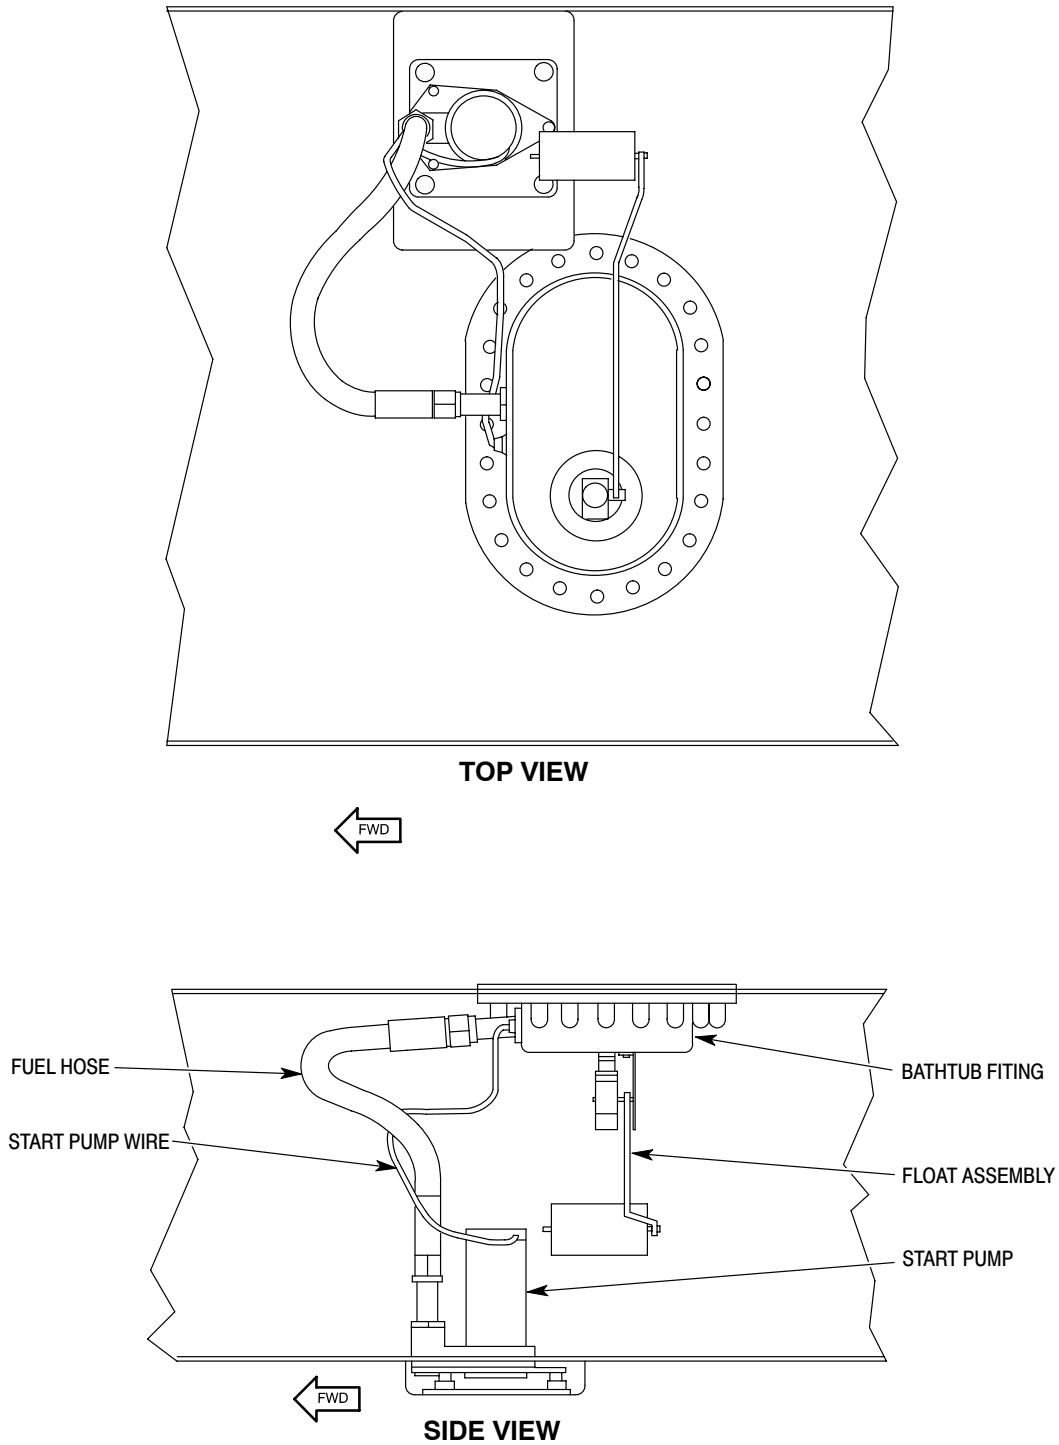 TOP VIEW
FWD
FUEL HOSE
BATHTUB FITING
START PUMP WIRE
FLOAT ASSEMBLY
START PUMP
FWD
SIDE VIEW